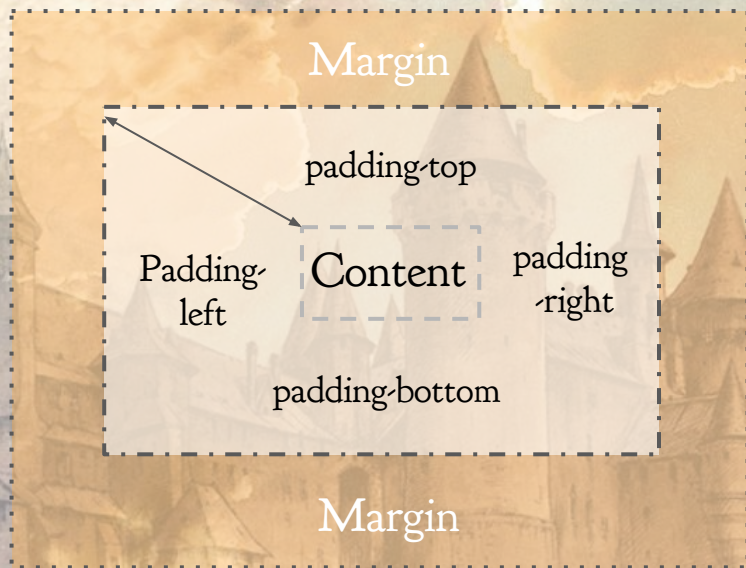 Margin
padding-top
Padding-
left
Content
padding
-right
padding-bottom
Margin